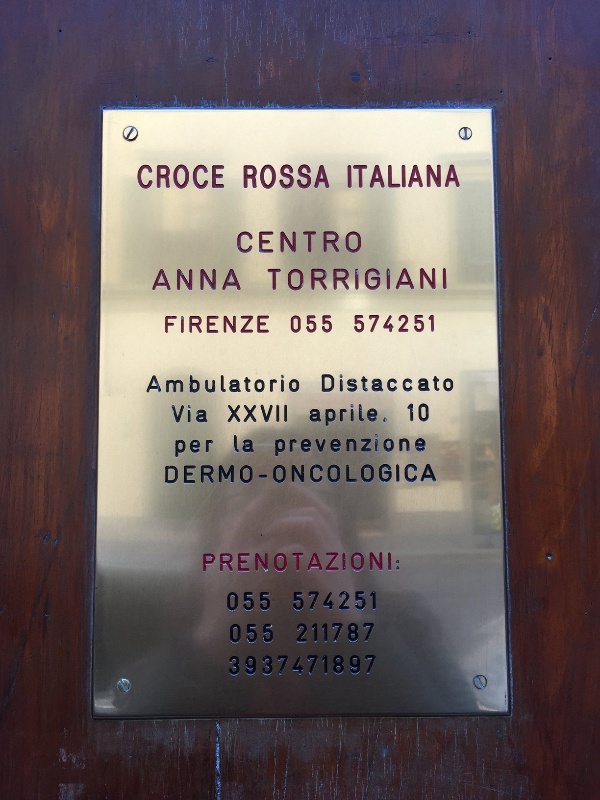 CROCE ROSSA ITALIANA
CENTRO
ANNA TORRIGIANI
FIRENZE 055 574251
Ambulatorio Distaccato
Via XXVII aprile, 10
per la prevenzione
DERMO-ONCOLOGICA
PRENOTAZIONI:
055 574251
055 211787
3937471897